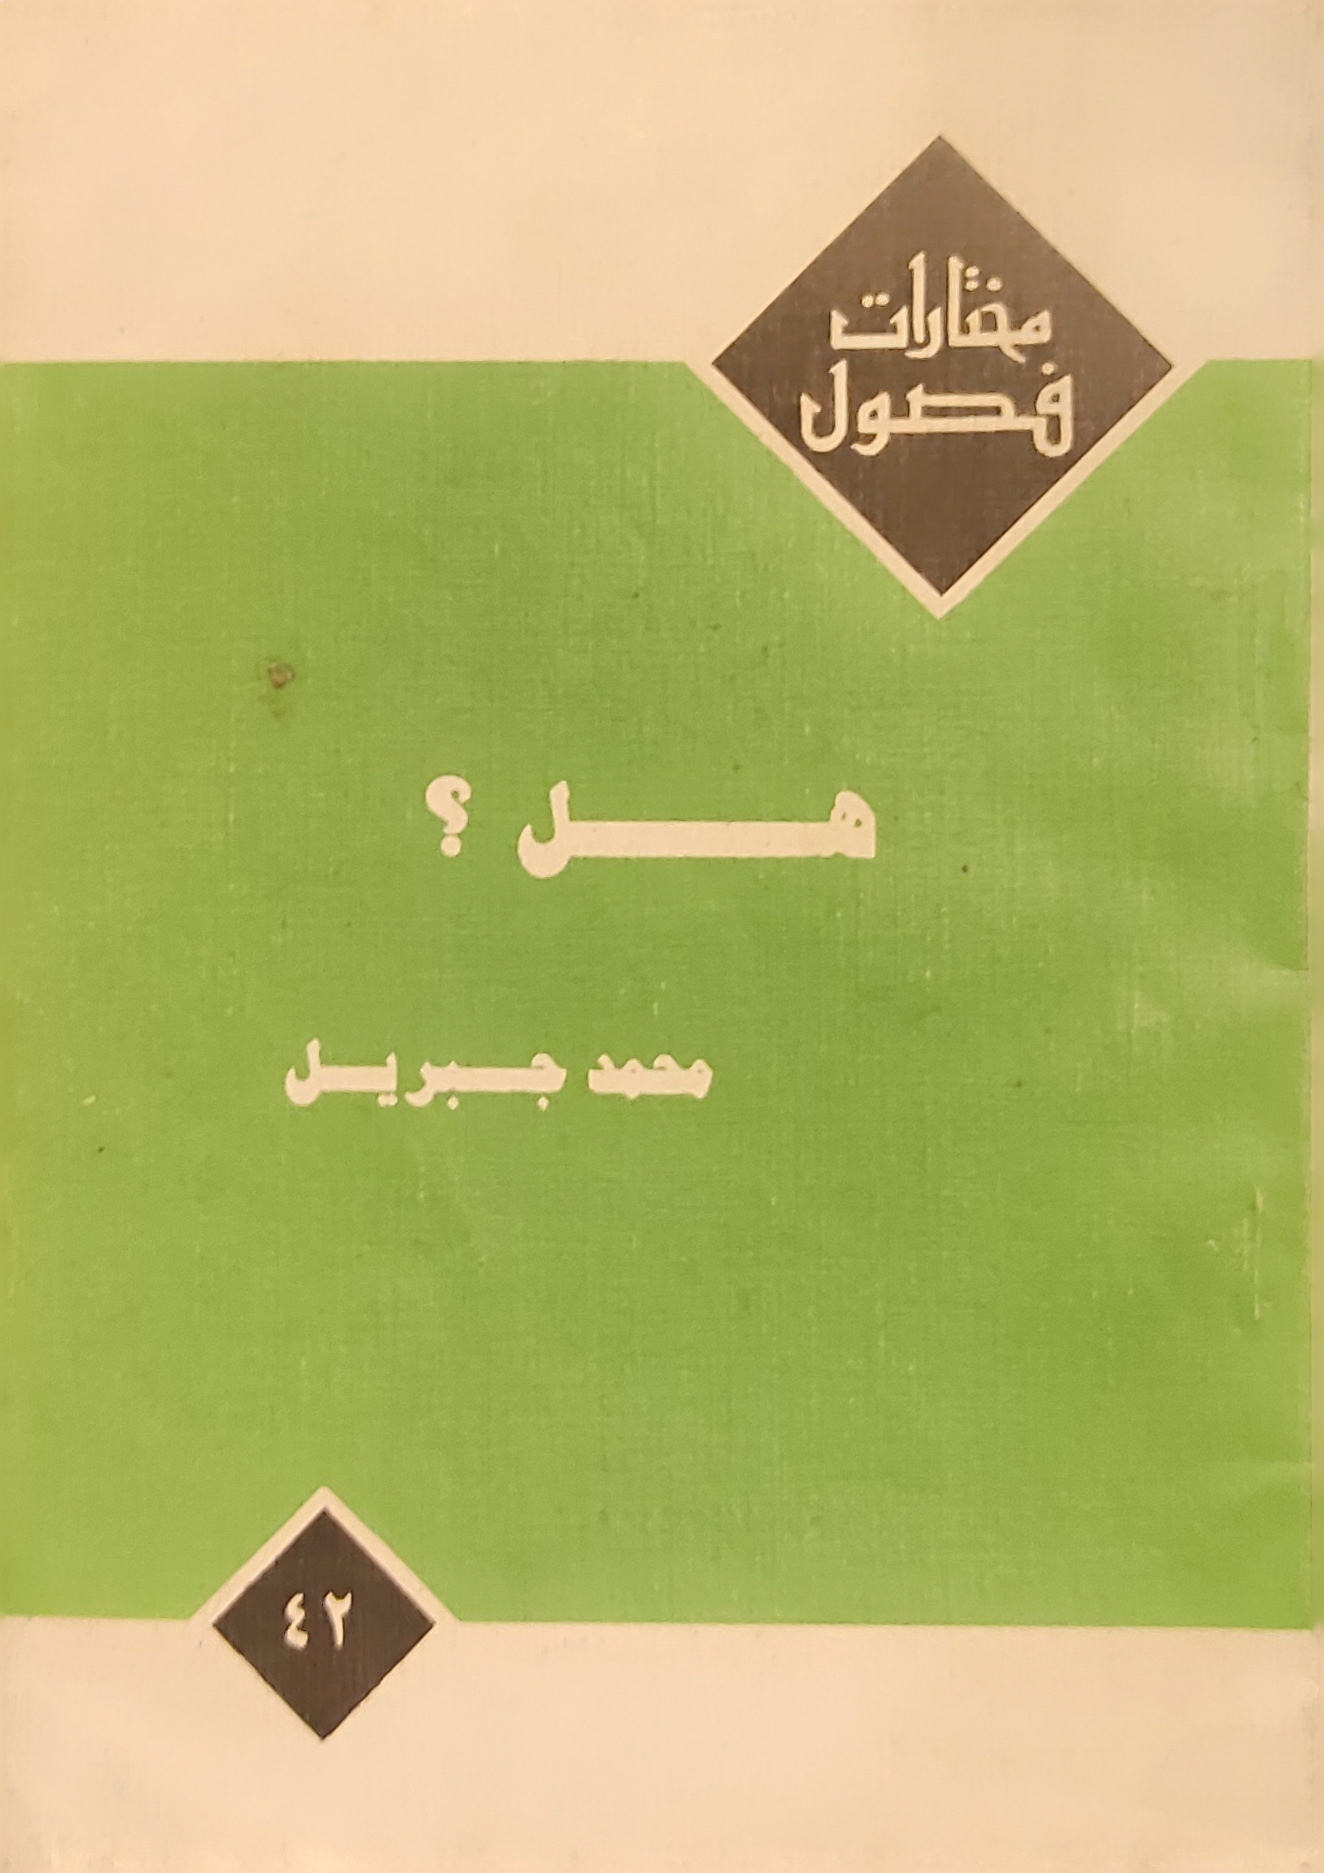 مختارات
فصول
هل ؟
محمد جبريل
٤٢